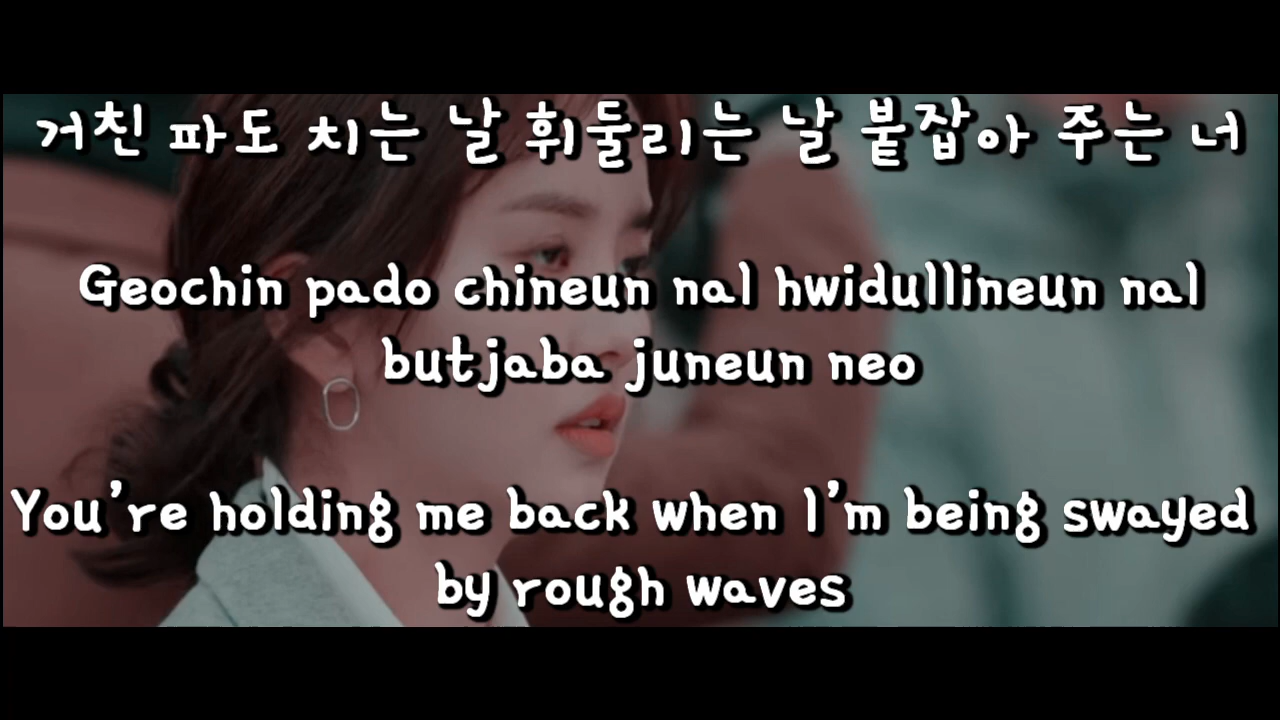 거친 파도 치는 날 휘둘리는 날 붙잡아 주는 너
Geochin pado chineun nal hwidullineun nal
butjaba juneun neo
You're holding me back when I'm being swayed
by rough waves